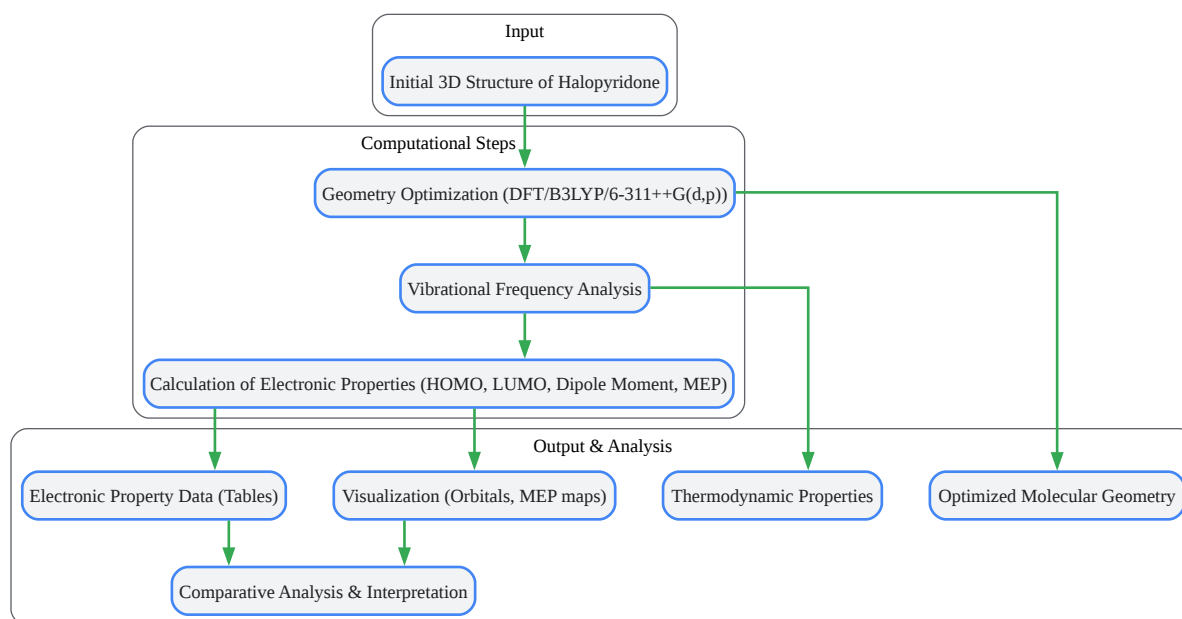 Input
Initial 3D Structure of Halopyridone
Computational Steps
Geometry Optimization (DFT/B3LYP/6-311++G(d,p))
Vibrational Frequency Analysis
Calculation of Electronic Properties (HOMO, LUMO, Dipole Moment, MEP)
Output & Analysis
Electronic Property Data (Tables)
Visualization (Orbitals, MEP maps)
Thermodynamic Properties
Optimized Molecular Geometry
Comparative Analysis & Interpretation